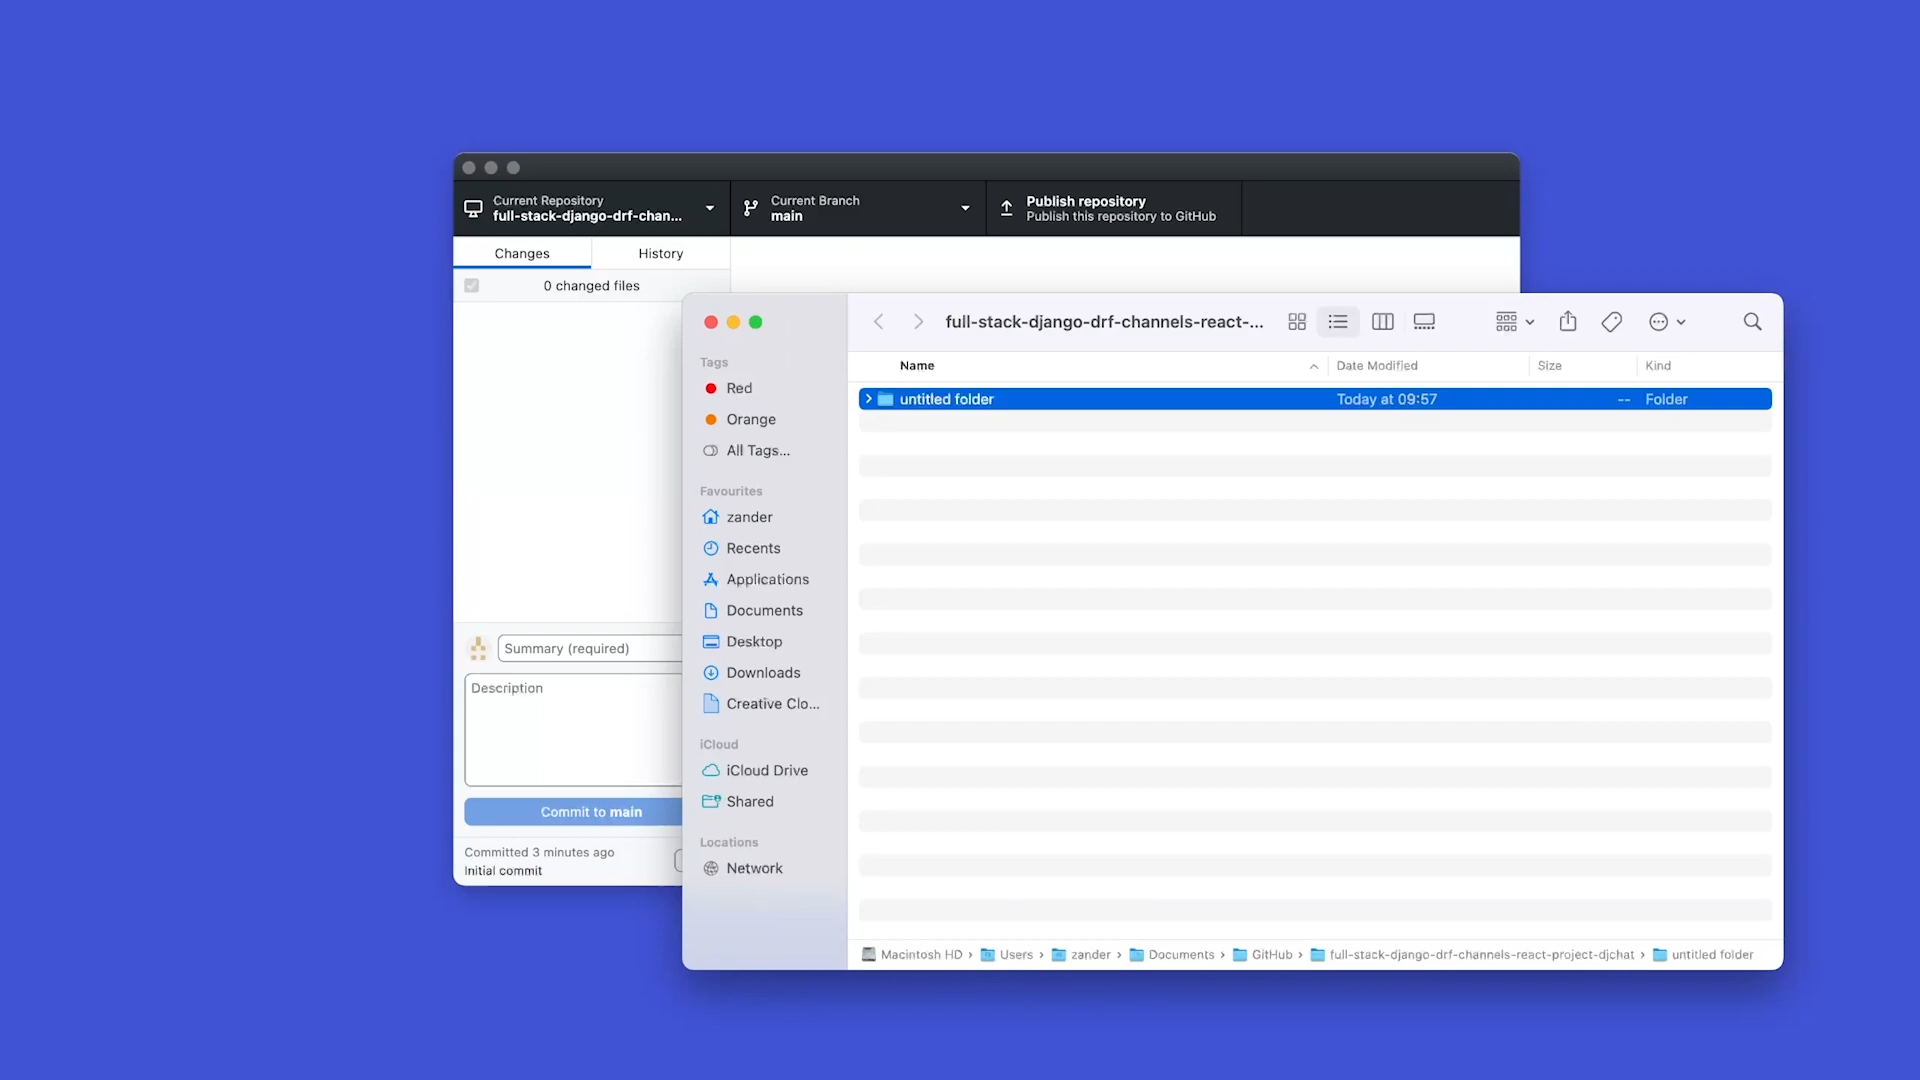 Current Repository
full-stack-django-drf-chan...
Current Branch
main
Publish repository
Publish this repository to GitHub
Changes
History
0 changed files
Summary (required)
Description
Commit to main
Committed 3 minutes ago
Initial commit
full-stack-django-drf-channels-react-...
Tags
Red
Orange
All Tags...
Favourites
zander
Recents
Applications
Documents
Desktop
Downloads
Creative Clo...
iCloud
iCloud Drive
Shared
Locations
Network
Name
Date Modified
Size
Kind
untitled folder
Today at 09:57
--
Folder
Macintosh HD › Users › zander › Documents › GitHub › full-stack-django-drf-channels-react-project-djchat › untitled folder